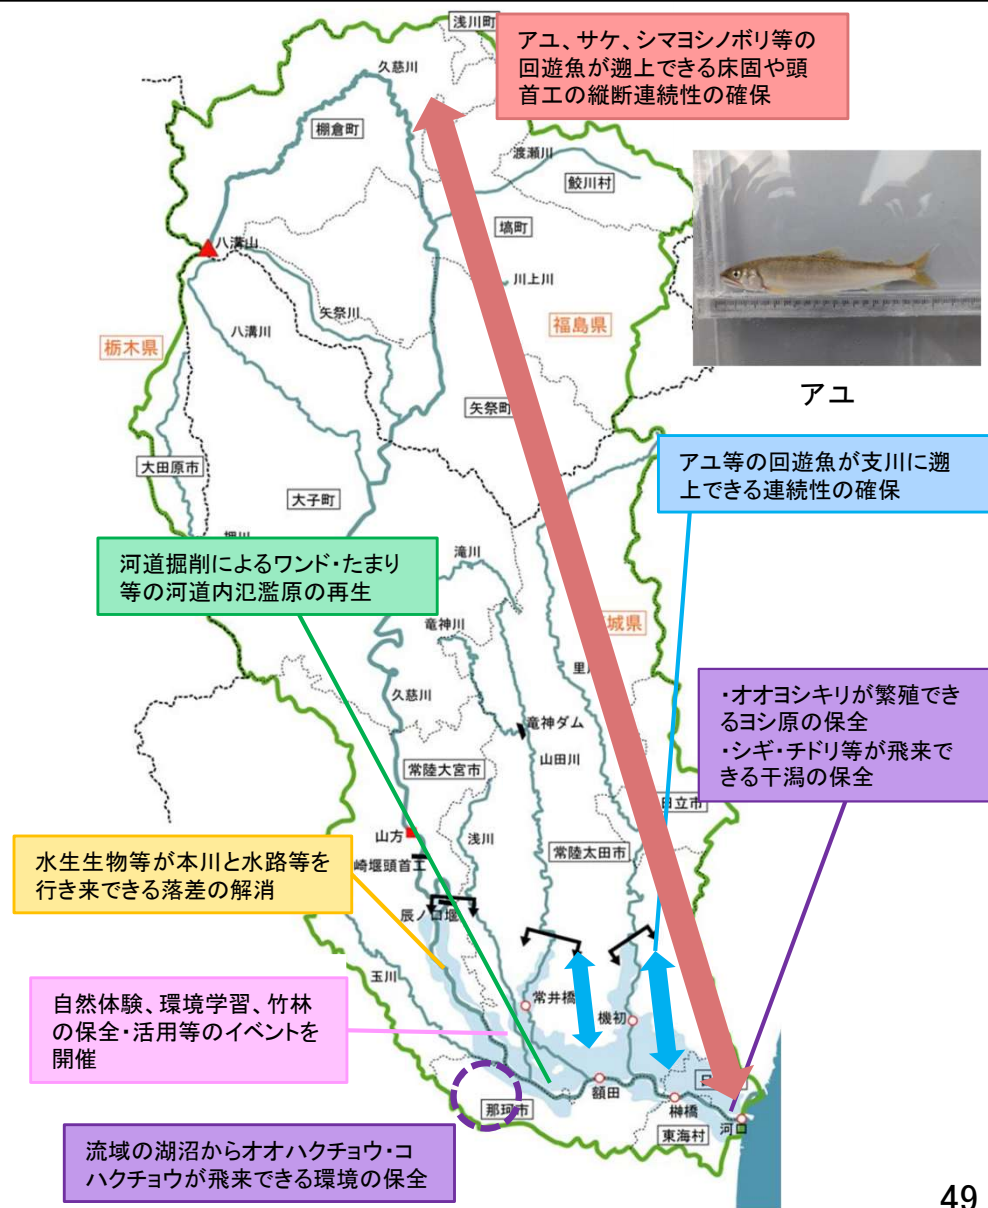 浅川町
アユ、サケ、シマヨシノボリ等の
回遊魚が遡上できる床固や頭
首工の縦断連続性の確保
久慈川
棚倉町
渡瀬川
鮫川村
塙町
八溝山
川上川
矢祭川
八溝川
福島県
栃木県
アユ
矢祭町
大田原市
アユ等の回遊魚が支川に遡
上できる連続性の確保
大子町
河道掘削によるワンド・たまり
等の河道内氾濫原の再生
滝川
竜神川
城県
里
久慈川
・オオヨシキリが繁殖でき
るヨシ原の保全
・シギ・チドリ等が飛来で
きる干潟の保全
竜神ダム
山田川
常陸大宮市
日立市
山方
浅川
常陸太田市
水生生物等が本川と水路等を
行き来できる落差の解消
崎堰頭首工
辰ノ口堰
玉川
常井橋
機初
自然体験、環境学習、竹林
の保全・活用等のイベントを
開催
額田
那珂市
榊橋
河口
東海村
流域の湖沼からオオハクチョウ・コ
ハクチョウが飛来できる環境の保全
49